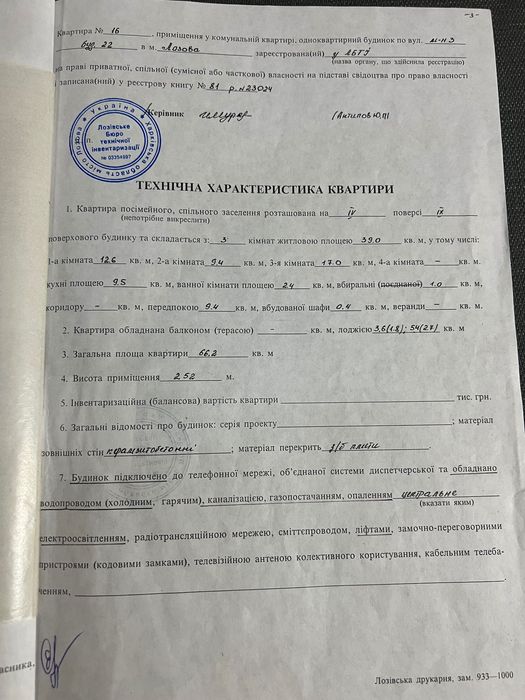 –3–
Квартира № 16, приміщення у комунальній квартирі, одноквартирний будинок по вул. м-н 3
буд. 22 в м. Лозова зареєстрована(ий) у ЛБТІ
(назва органу, що здійснила реєстрацію)
на праві приватної, спільної (сумісної або часткової) власності на підставі свідоцтва про право власності
і записана(ий) у реєстрову книгу № 81 р. н 23024
Керівник (Антипов Ю.П)
Україна * Харківська область місто Лозова *
Лозівське
Бюро
технічної
інвентаризації
№ 03354987
ТЕХНІЧНА ХАРАКТЕРИСТИКА КВАРТИРИ
1. Квартира посімейного, спільного заселення розташована на IV поверсі IX
(непотрібне викреслити)
поверхового будинку та складається з: 3 кімнат житловою площею 39.0 кв. м, у тому числі:
1-а кімната 12.6 кв. м, 2-а кімната 9.4 кв. м, 3-я кімната 17.0 кв. м, 4-а кімната – кв. м.
кухні площею 9.5 кв. м, ванної кімнати площею 2.4 кв. м, вбиральні (поєднаної) 1.0 кв. м,
коридору – кв. м, передпокою 9.4 кв. м, вбудованої шафи 0.4 кв. м, веранди – кв. м.
2. Квартира обладнана балконом (терасою) – кв. м, лоджією 3,6(1.8); 5.4(2.7) кв. м
3. Загальна площа квартири 66,2 кв. м
4. Висота приміщення 2.52 м.
5. Інвентаризаційна (балансова) вартість квартири тис. грн.
6. Загальні відомості про будинок: серія проекту ; матеріал
зовнішніх стін керамзитобетонні ; матеріал перекрить з/б плити.
7. Будинок підключено до телефонної мережі, об'єднаної системи диспетчерської та обладнано
водопроводом (холодним, гарячим), каналізацією, газопостачанням, опаленням центральне
(вказати яким)
електроосвітленням, радіотрансляційною мережею, сміттєпроводом, ліфтами, замочно-переговорними
пристроями (кодовими замками), телевізійною антеною колективного користування, кабельним телеба-
ченням,
асника.
Лозівська друкарня, зам. 933—1000